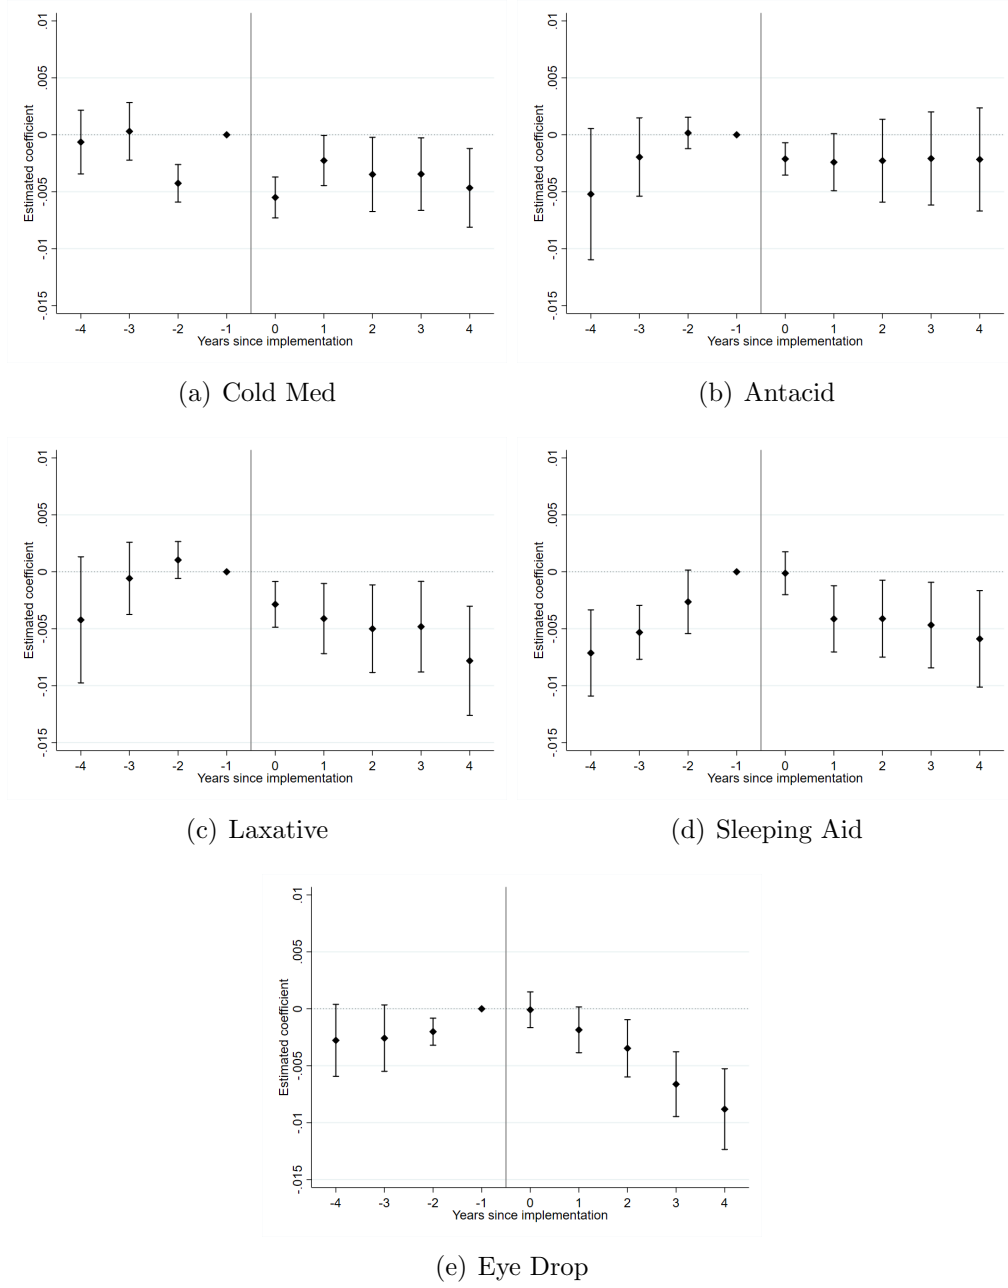 .01
.005
0
-.005
-.01
-.015
Estimated coefficient
-4 -3 -2 -1 0 1 2 3 4
Years since implementation
(a) Cold Med
.01
.005
0
-.005
-.01
-.015
Estimated coefficient
-4 -3 -2 -1 0 1 2 3 4
Years since implementation
(b) Antacid
.01
.005
0
-.005
-.01
-.015
Estimated coefficient
-4 -3 -2 -1 0 1 2 3 4
Years since implementation
(c) Laxative
.01
.005
0
-.005
-.01
-.015
Estimated coefficient
-4 -3 -2 -1 0 1 2 3 4
Years since implementation
(d) Sleeping Aid
.01
.005
0
-.005
-.01
-.015
Estimated coefficient
-4 -3 -2 -1 0 1 2 3 4
Years since implementation
(e) Eye Drop